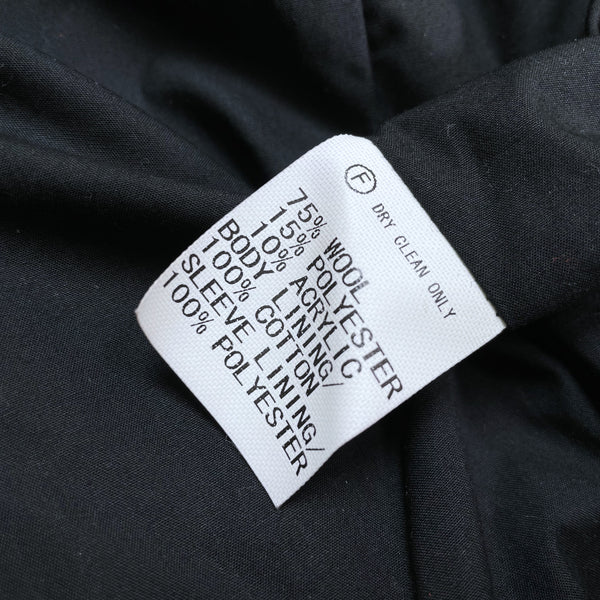 75% WOOL
15% POLYESTER
10% ACRYLIC
BODY LINING/
100% COTTON
SLEEVE LINING/
100% POLYESTER
F
DRY CLEAN ONLY